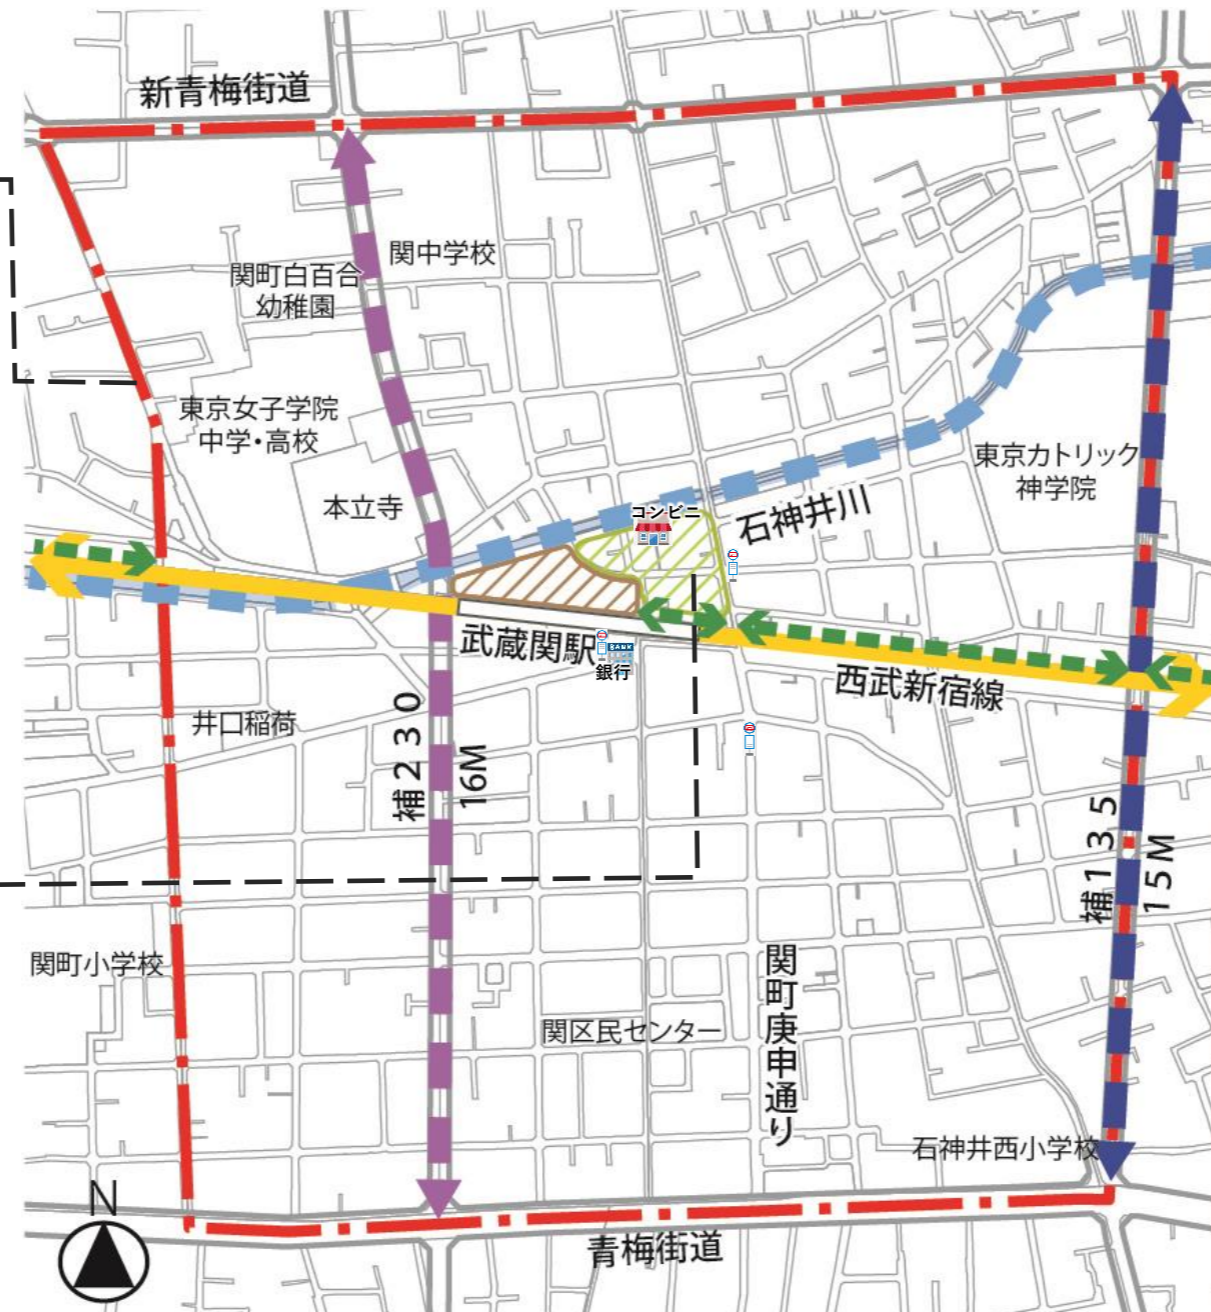 新青梅街道
関中学校
関町白百合
幼稚園
東京女子学院
中学・高校
東京カトリック
神学院
本立寺
コンビニ
石神井川
武蔵関駅
BANK
銀行
西武新宿線
井口稲荷
補230
16M
補135
15M
関町小学校
関区民センター
関町庚申通り
石神井西小学校
N
青梅街道